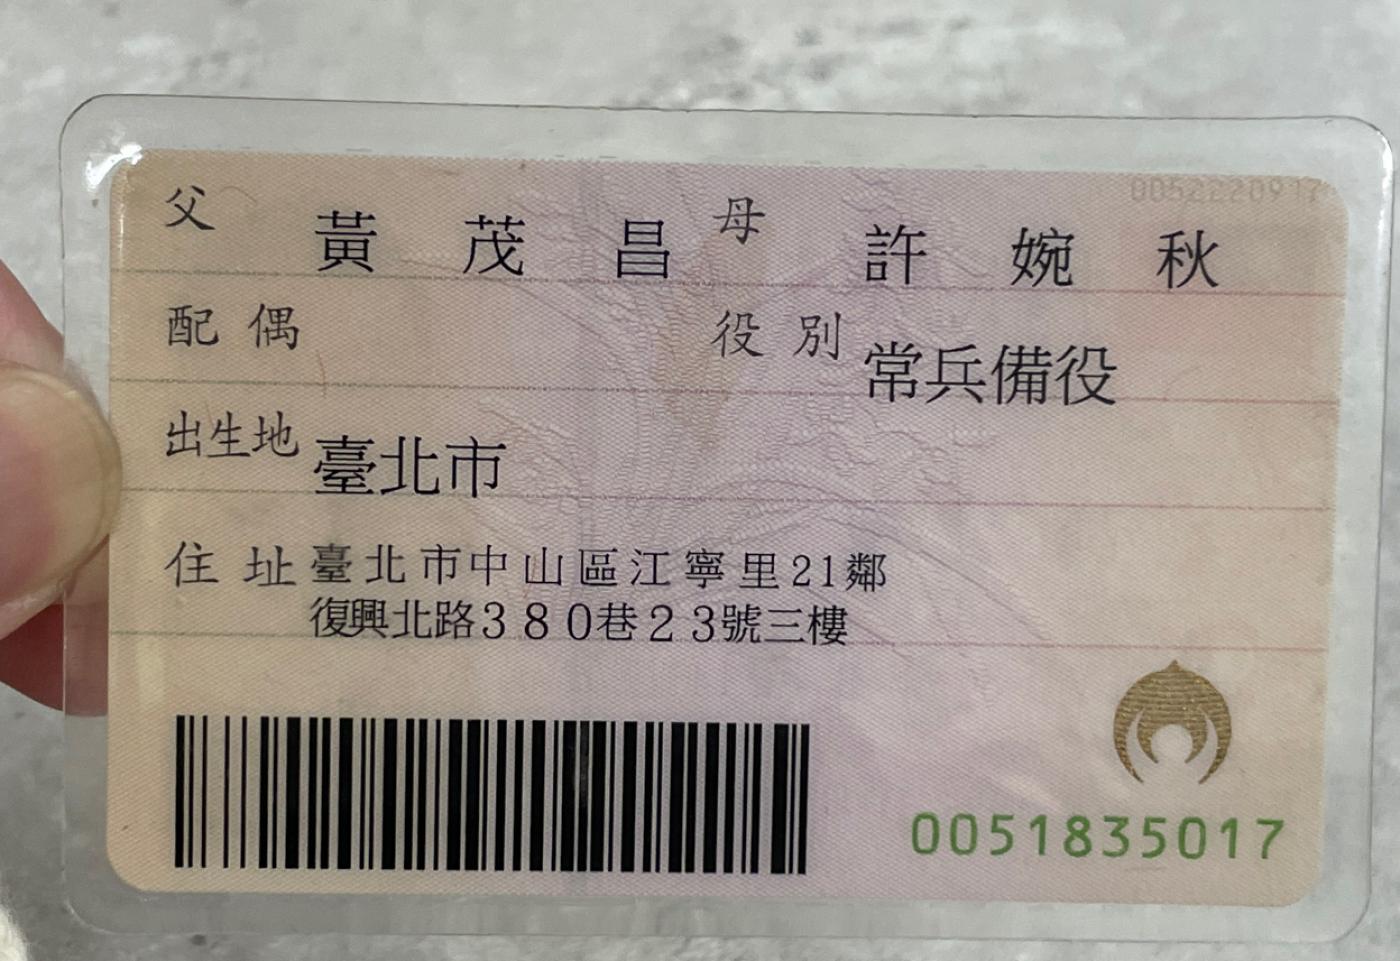 0052220917
父 黃茂昌 母 許婉秋
配偶 役別 常兵備役
出生地 臺北市
住址 臺北市中山區江寧里21鄰
復興北路380巷23號三樓
0051835017